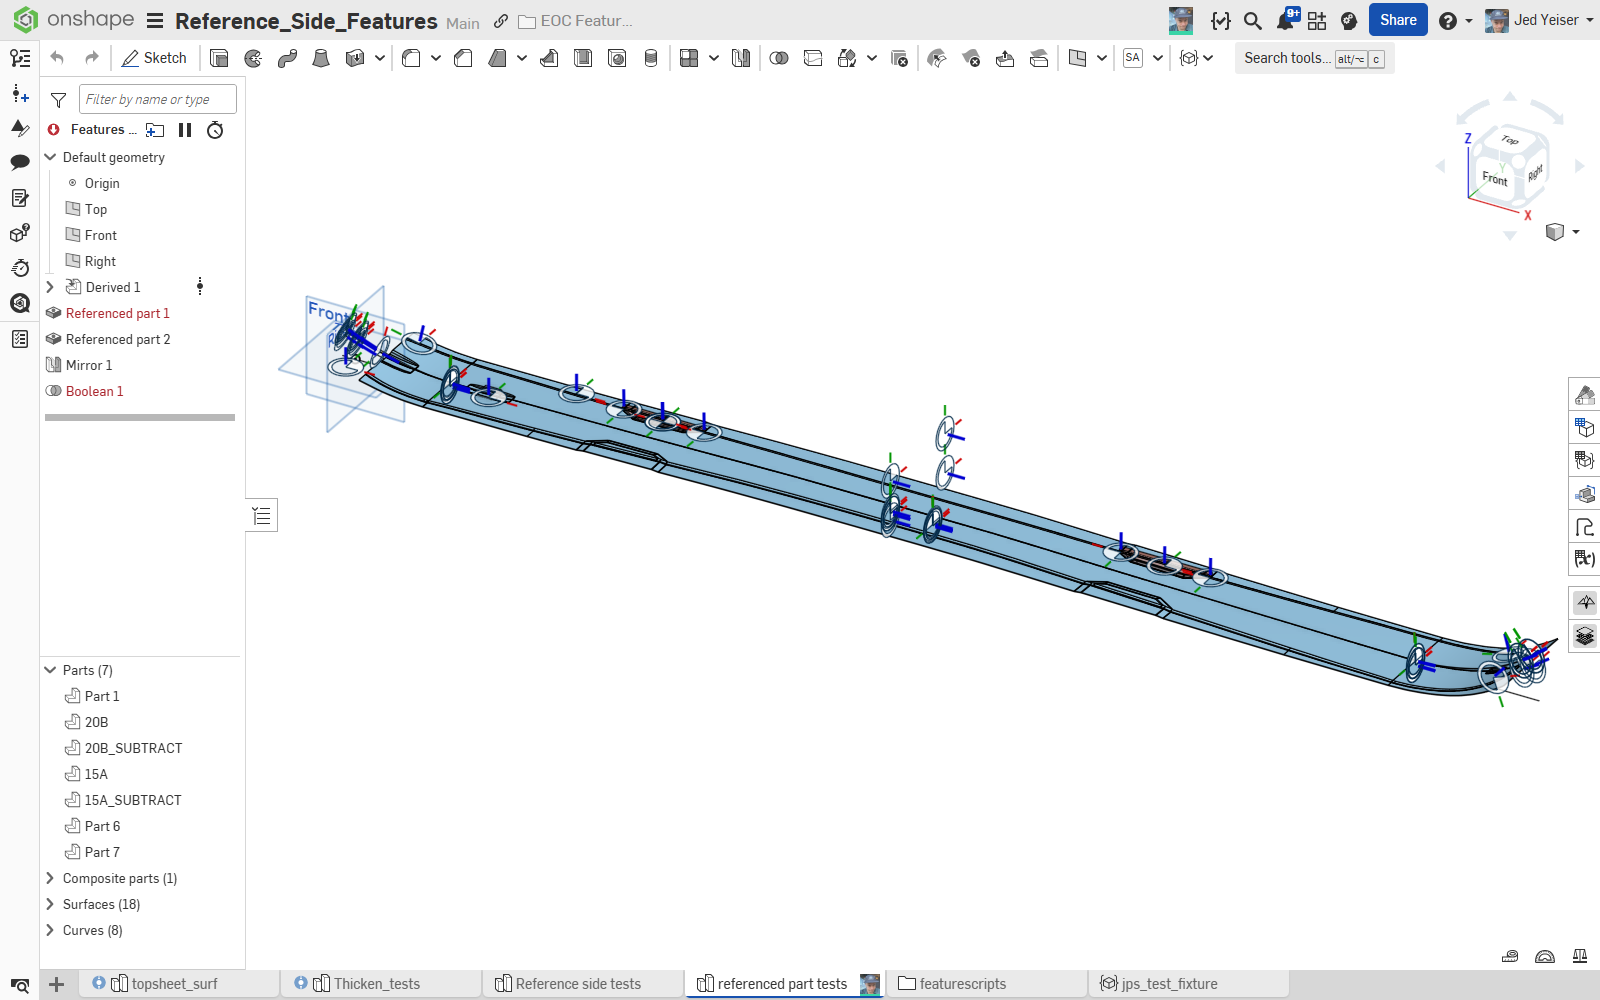 onshape Reference_Side_Features Main EOC Featur... 9+ Share Jed Yeiser
Sketch SA Search tools... alt/⌥ c
Filter by name or type
Features ...
Default geometry
Origin
Top
Front
Right
Derived 1
Referenced part 1
Referenced part 2
Mirror 1
Boolean 1
Front
R
Z
Top
Y
Front
Right
X
Parts (7)
Part 1
20B
20B_SUBTRACT
15A
15A_SUBTRACT
Part 6
Part 7
Composite parts (1)
Surfaces (18)
Curves (8)
topsheet_surf Thicken_tests Reference side tests referenced part tests featurescripts jps_test_fixture